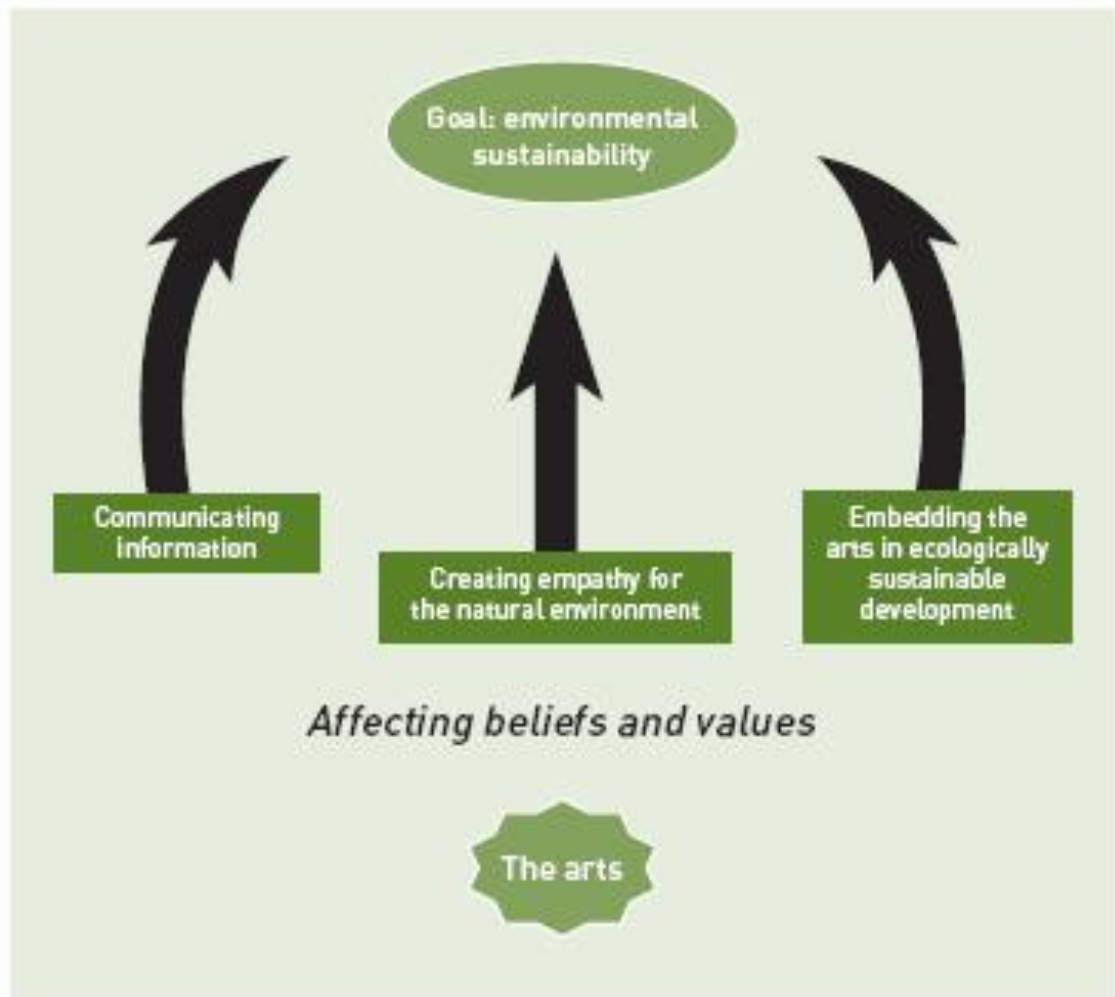 Goal: environmental
sustainability
Communicating
information
Creating empathy for
the natural environment
Embedding the
arts in ecologically
sustainable
development
Affecting beliefs and values
The arts